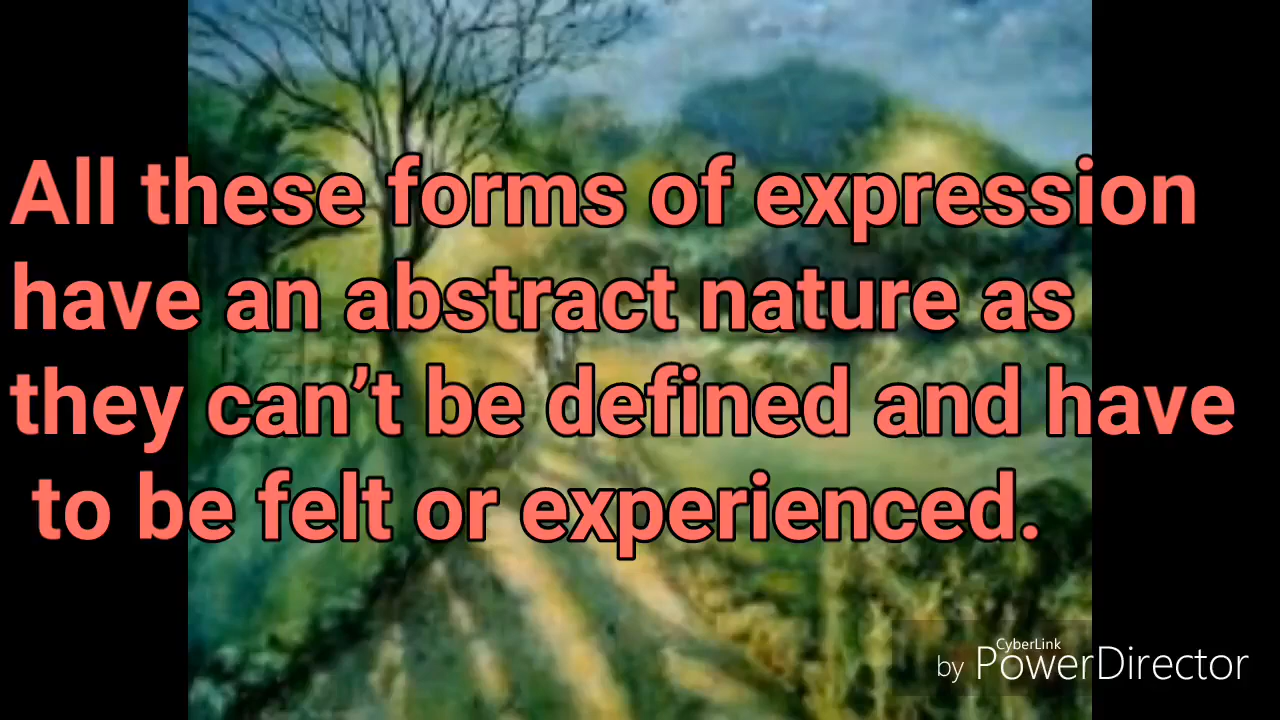 All these forms of expression
have an abstract nature as
they can’t be defined and have
to be felt or experienced.
CyberLink
by PowerDirector